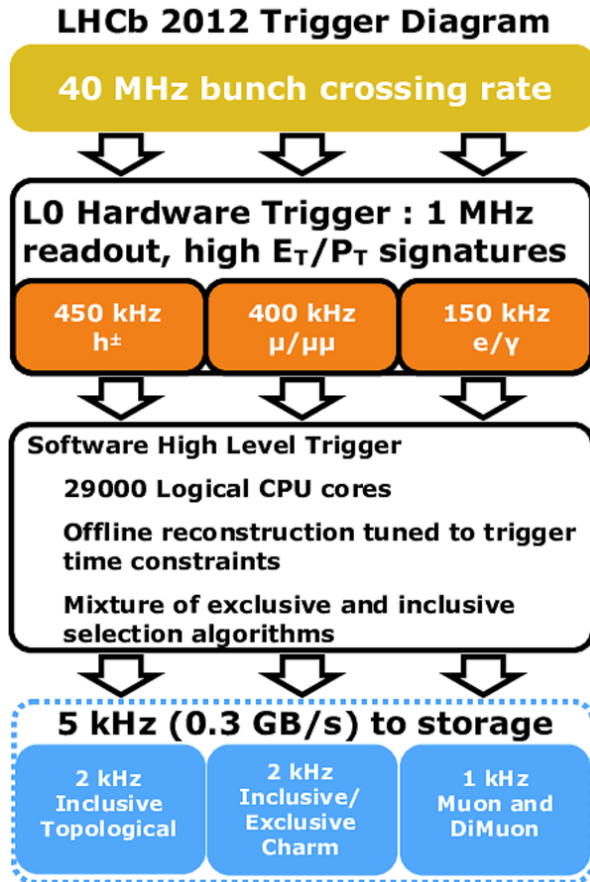 LHCb 2012 Trigger Diagram
40 MHz bunch crossing rate
L0 Hardware Trigger : 1 MHz
readout, high E_T/P_T signatures
450 kHz
h±
400 kHz
μ/μμ
150 kHz
e/γ
Software High Level Trigger
29000 Logical CPU cores
Offline reconstruction tuned to trigger
time constraints
Mixture of exclusive and inclusive
selection algorithms
5 kHz (0.3 GB/s) to storage
2 kHz
Inclusive
Topological
2 kHz
Inclusive/
Exclusive
Charm
1 kHz
Muon and
DiMuon